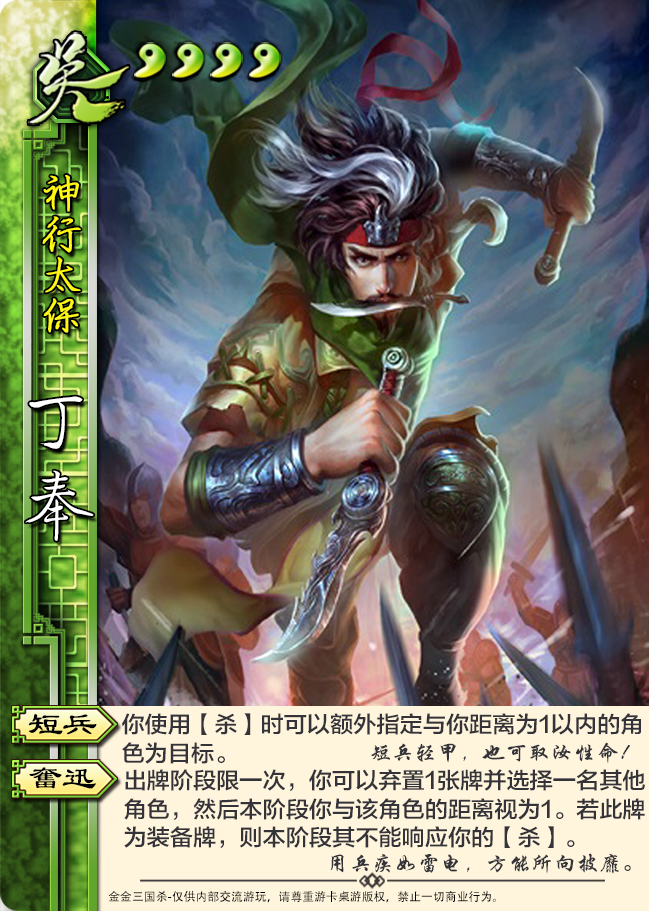 吴
神行太保
丁奉
短兵
你使用【杀】时可以额外指定与你距离为1以内的角
色为目标。 短兵轻甲，也可取汝性命！
奋迅
出牌阶段限一次，你可以弃置1张牌并选择一名其他
角色，然后本阶段你与该角色的距离视为1。若此牌
为装备牌，则本阶段其不能响应你的【杀】。
用兵疾如雷电，方能所向披靡。
金金三国杀-仅供内部交流游玩，请尊重游卡桌游版权，禁止一切商业行为。